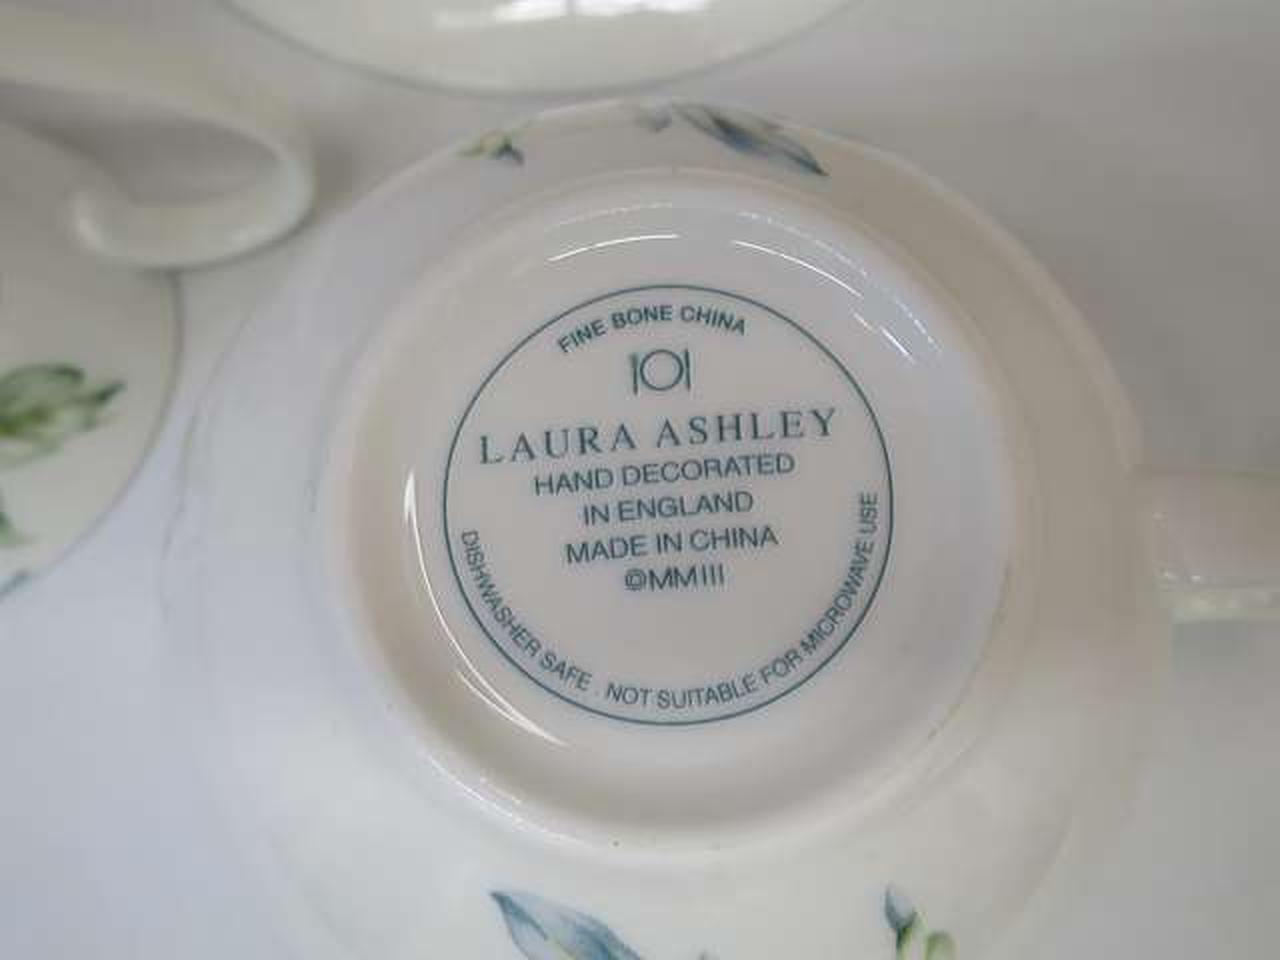 FINE BONE CHINA
LAURA ASHLEY
HAND DECORATED
IN ENGLAND
MADE IN CHINA
©MMIII
DISHWASHER SAFE . NOT SUITABLE FOR MICROWAVE USE